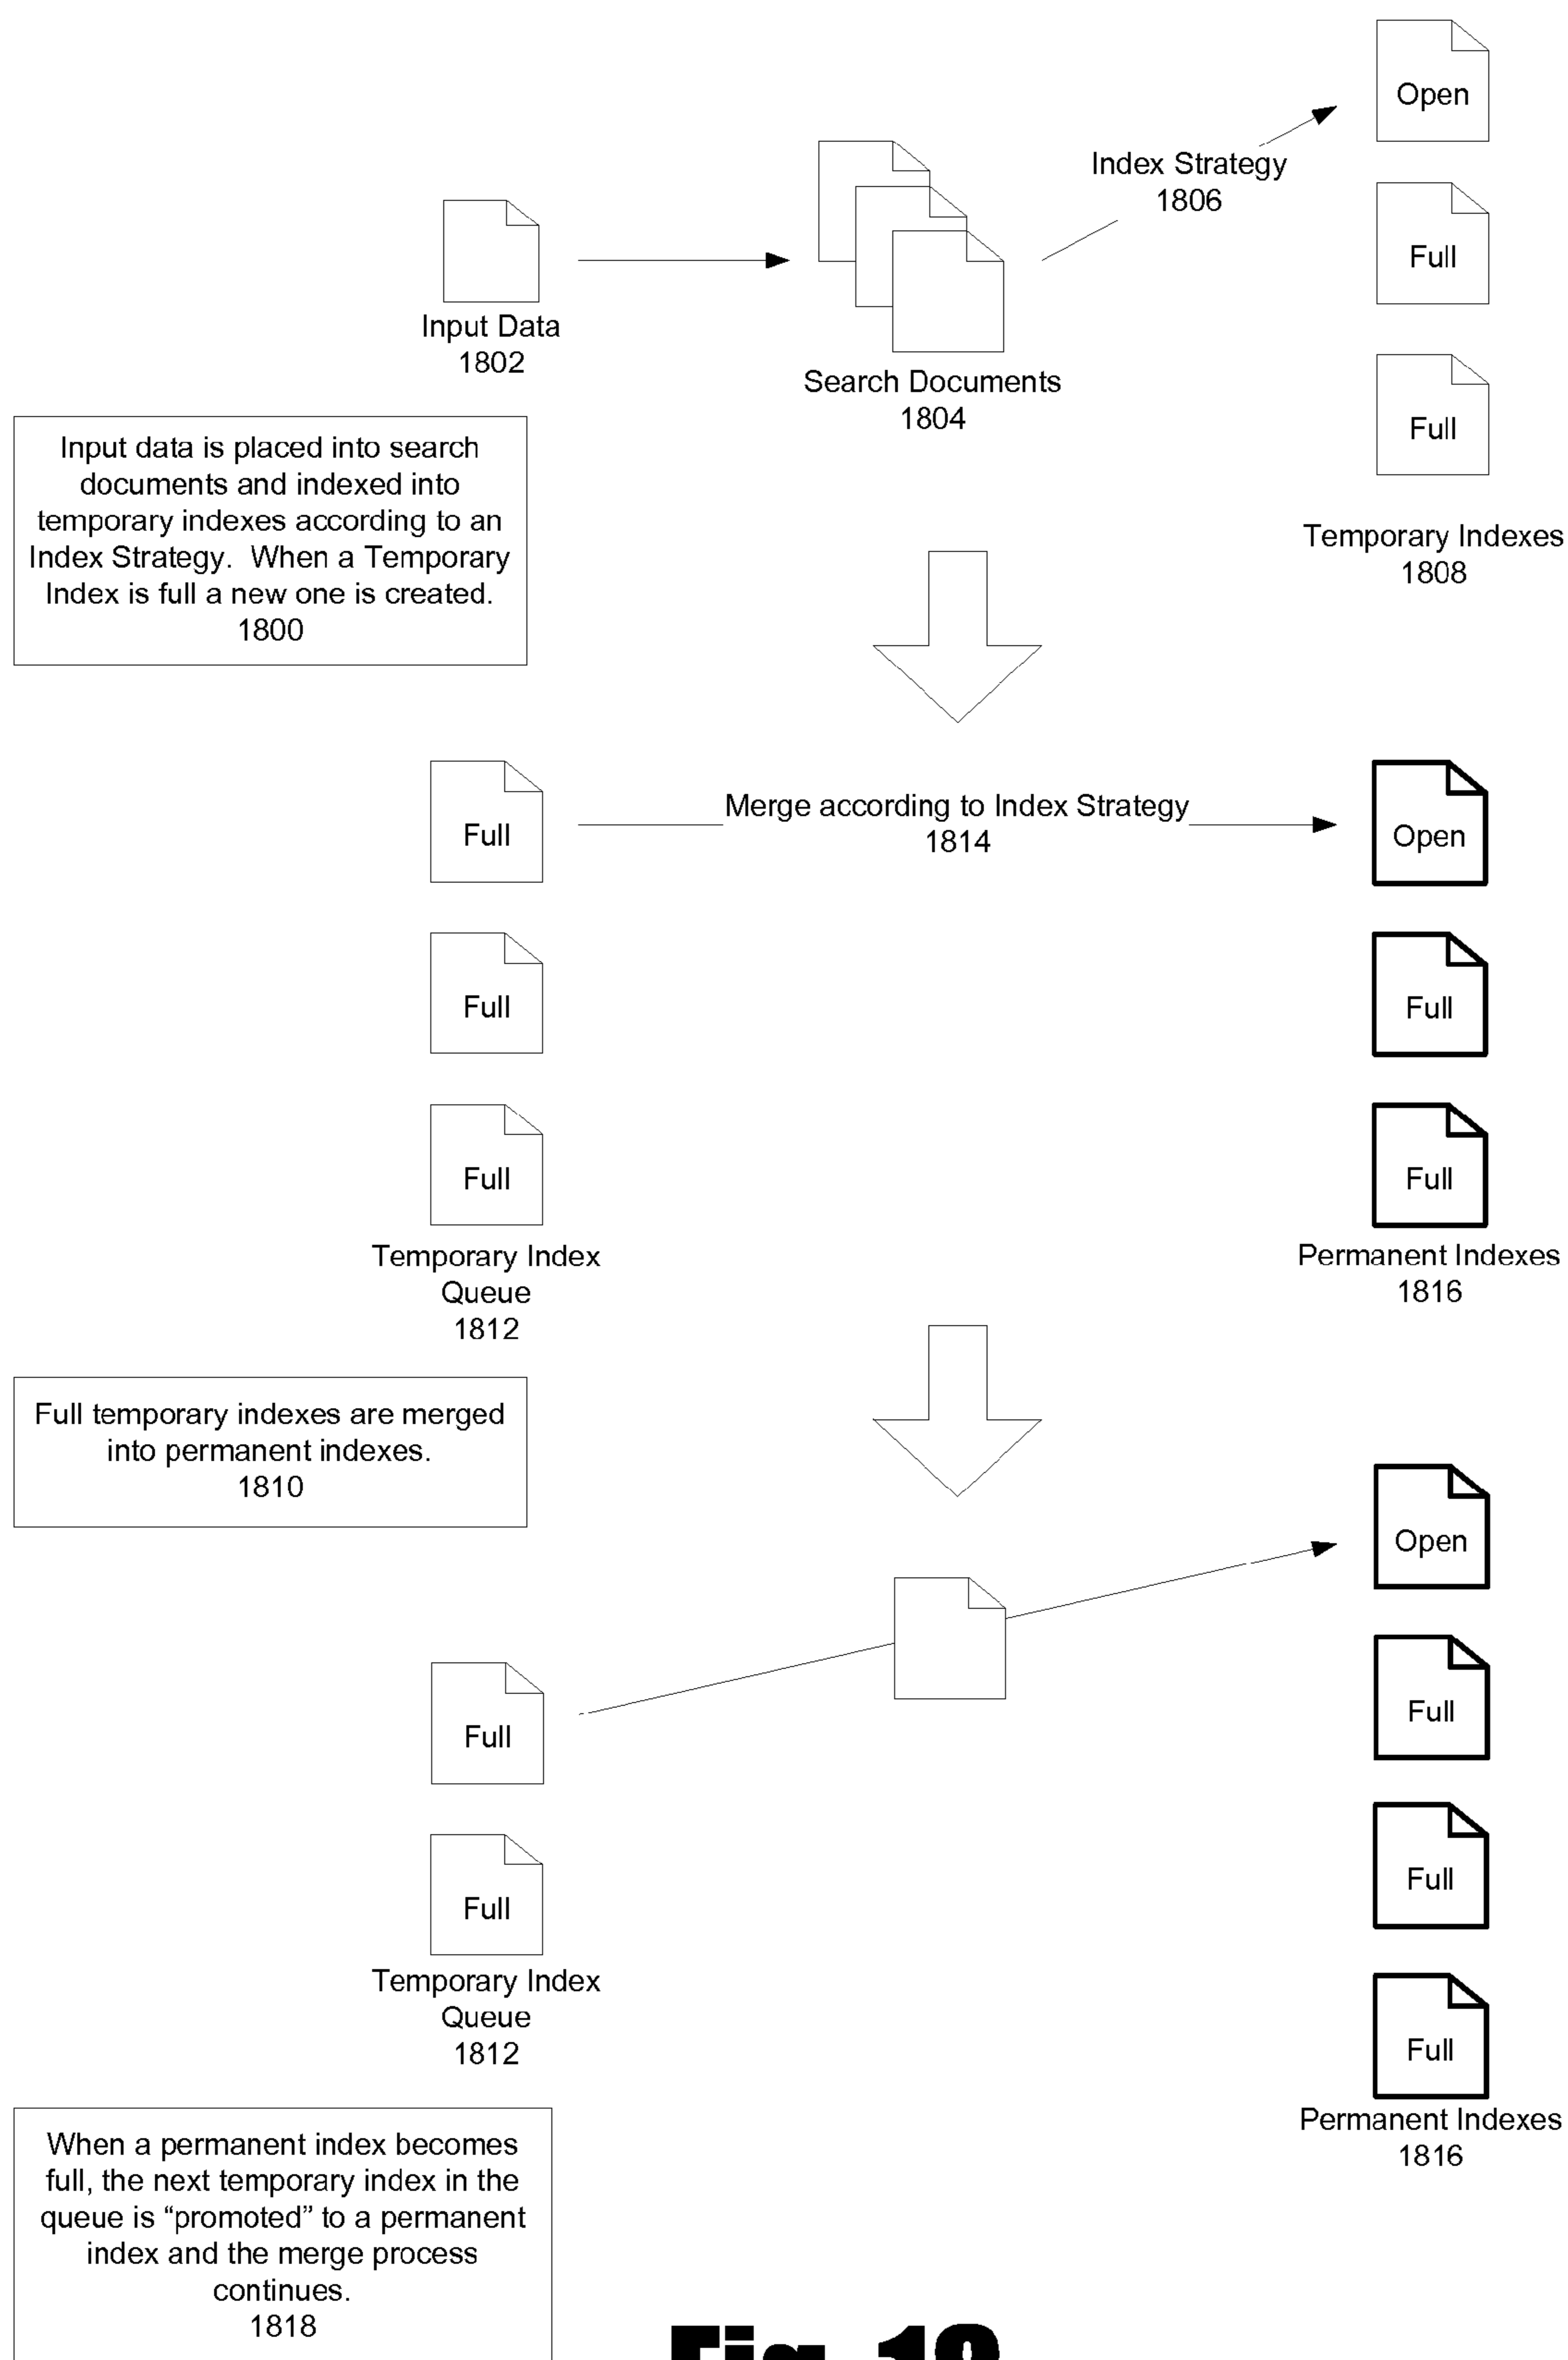 Open
Index Strategy
1806
Full
Input Data
1802
Search Documents
1804
Full
Temporary Indexes
1808
Input data is placed into search
documents and indexed into
temporary indexes according to an
Index Strategy.  When a Temporary
Index is full a new one is created.
1800
Full
Merge according to Index Strategy
1814
Open
Full
Full
Full
Full
Temporary Index
Queue
1812
Permanent Indexes
1816
Full temporary indexes are merged
into permanent indexes.
1810
Open
Full
Full
Full
Full
Full
Temporary Index
Queue
1812
Permanent Indexes
1816
When a permanent index becomes
full, the next temporary index in the
queue is “promoted” to a permanent
index and the merge process
continues.
1818
Fig